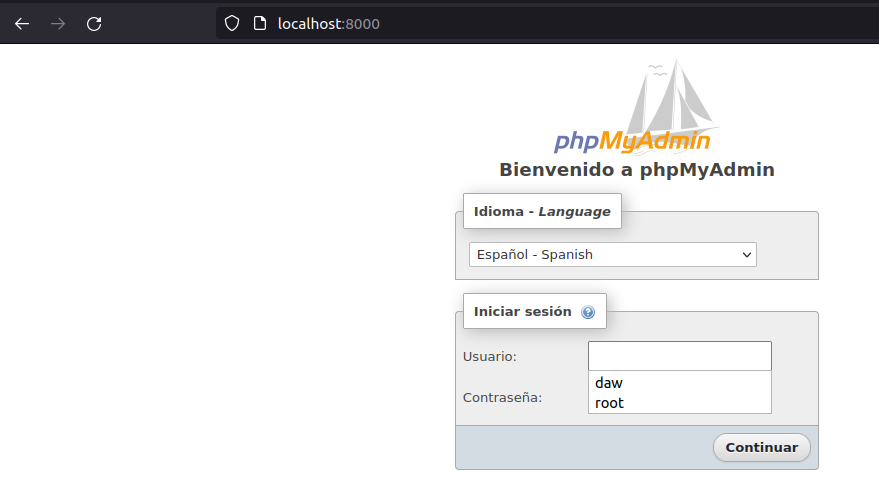 localhost:8000
phpMyAdmin
Bienvenido a phpMyAdmin
Idioma - Language
Español - Spanish
Iniciar sesión
Usuario:
daw
Contraseña:
root
Continuar